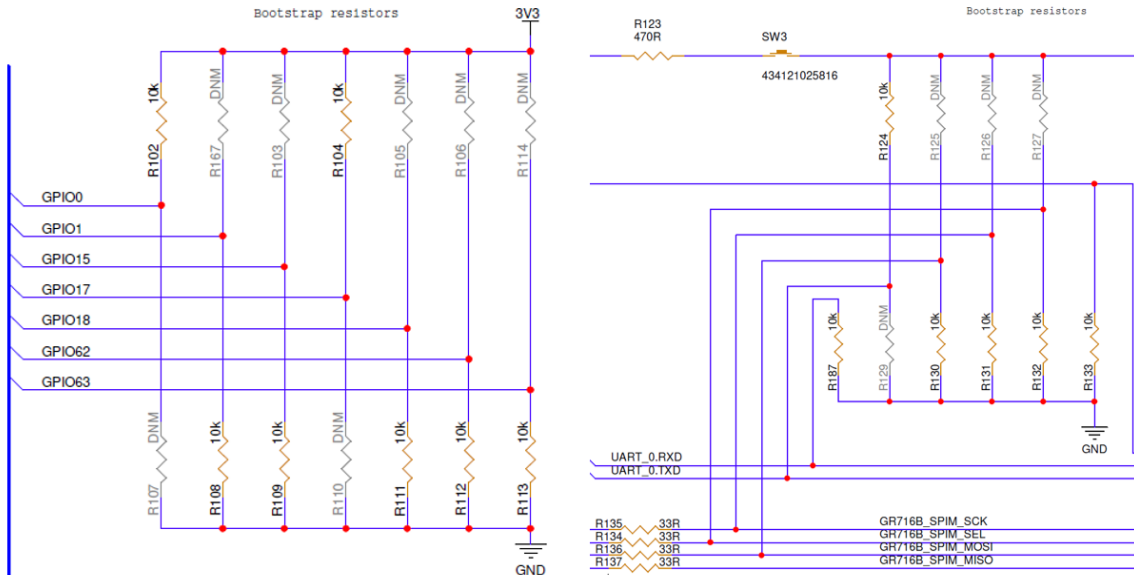 Bootstrap resistors
3V3
10k
DNM
DNM
10k
DNM
DNM
DNM
R102
R167
R103
R104
R105
R106
R114
GPIO0
GPIO1
GPIO15
GPIO17
GPIO18
GPIO62
GPIO63
DNM
10k
10k
DNM
10k
10k
10k
R107
R108
R109
R110
R111
R112
R113
GND
Bootstrap resistors
R123
470R
SW3
434121025816
10k
DNM
DNM
DNM
R124
R125
R126
R127
10k
DNM
10k
10k
10k
10k
R187
R129
R130
R131
R132
R133
GND
UART_0.RXD
UART_0.TXD
R135 33R GR716B_SPIM_SCK
R134 33R GR716B_SPIM_SEL
R136 33R GR716B_SPIM_MOSI
R137 33R GR716B_SPIM_MISO